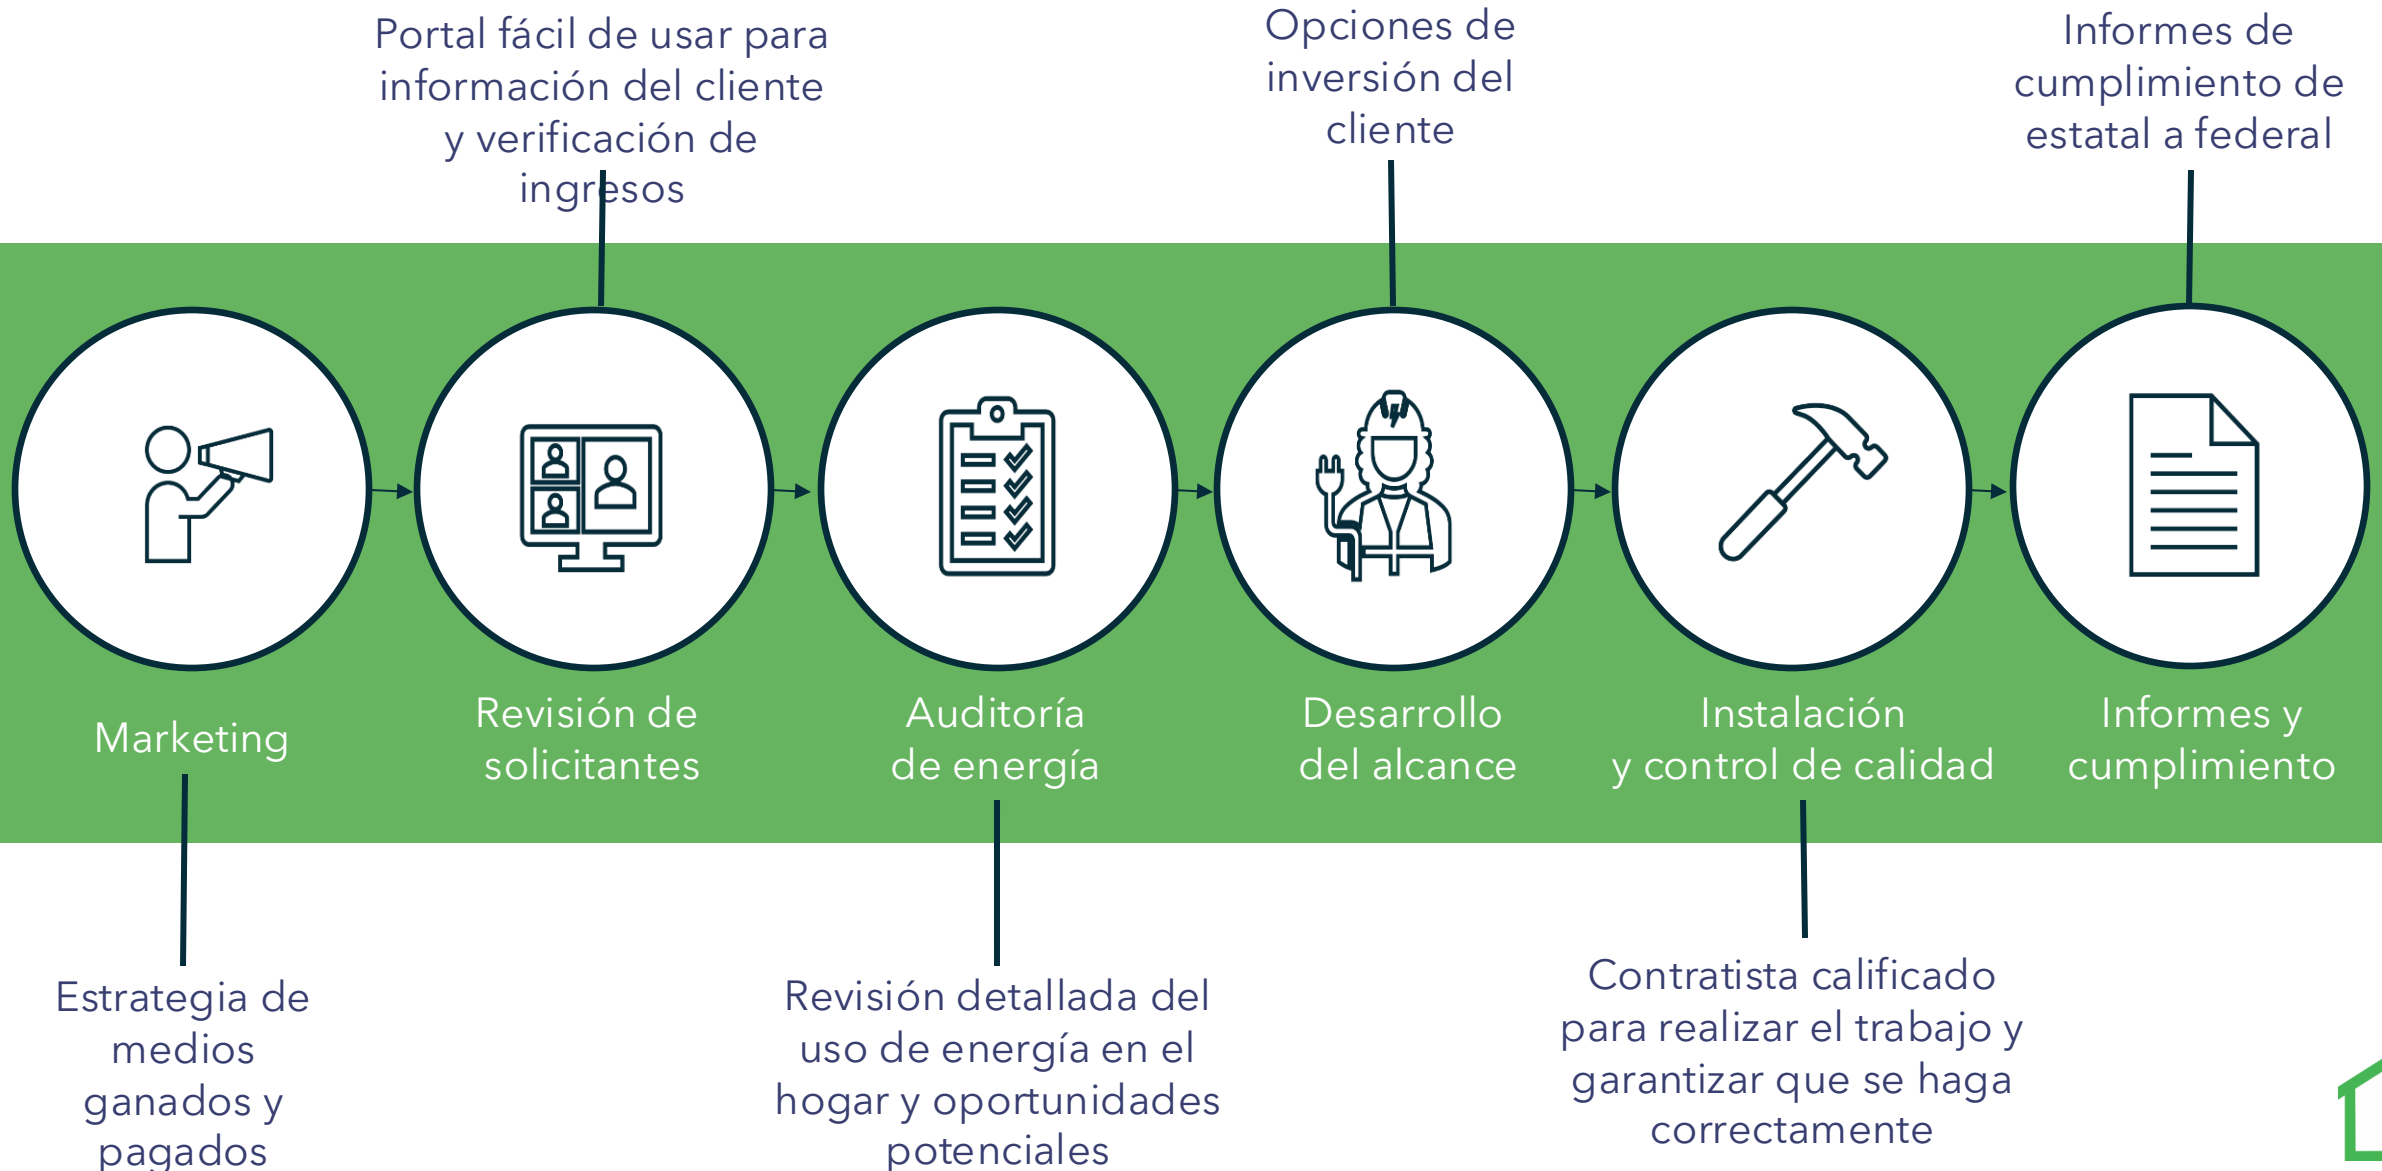 Portal fácil de usar para
información del cliente
y verificación de
ingresos
Opciones de
inversión del
cliente
Informes de
cumplimiento de
estatal a federal
Marketing
Revisión de
solicitantes
Auditoría
de energía
Desarrollo
del alcance
Instalación
y control de calidad
Informes y
cumplimiento
Estrategia de
medios
ganados y
pagados
Revisión detallada del
uso de energía en el
hogar y oportunidades
potenciales
Contratista calificado
para realizar el trabajo y
garantizar que se haga
correctamente